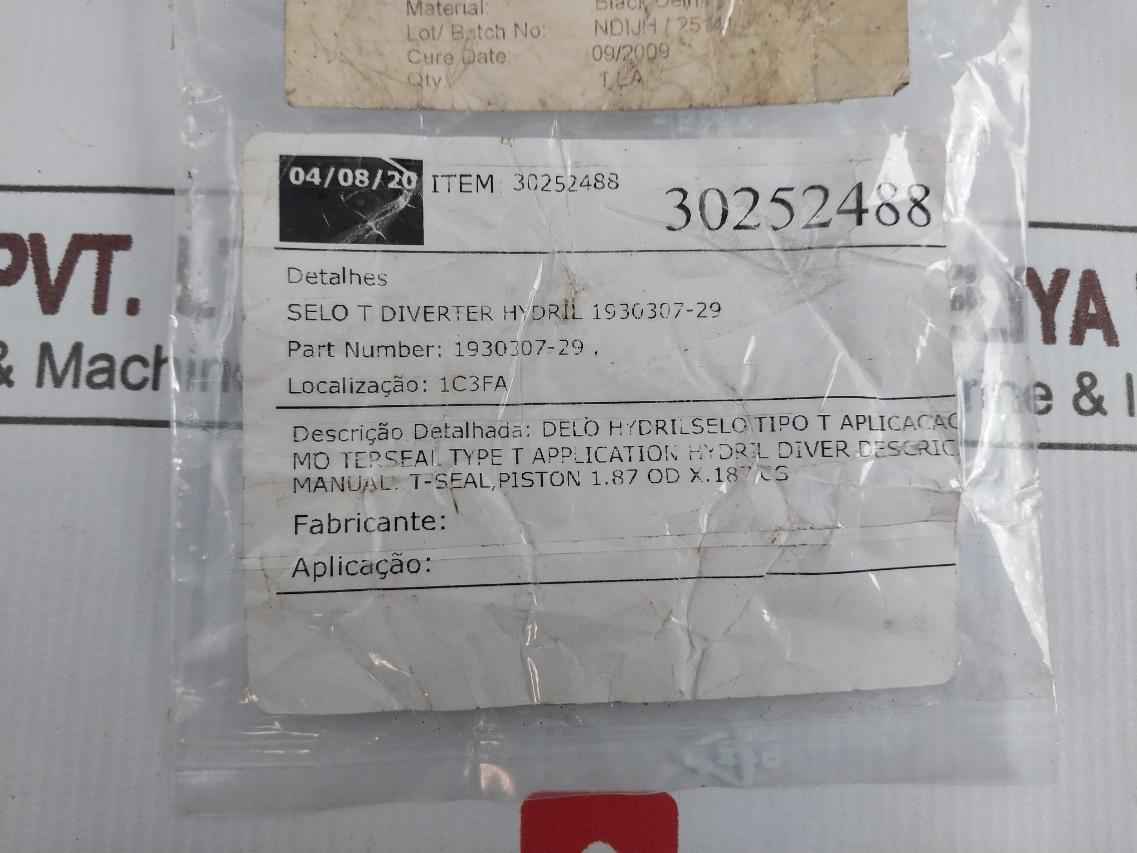 Material:
Lot/ Batch No: NDIJH / 
Cure Date 09/2009
Qty
04/08/20 ITEM 30252488 30252488
Detalhes
SELO T DIVERTER HYDRIL 1930307-29
Part Number: 1930307-29 ,
Localização: 1C3FA
Descrição Detalhada: DELO HYDRILSELO TIPO T APLICACAO
MO TERSEAL TYPE T APPLICATION HYDRIL DIVER DESCRIC
MANUAL: T-SEAL,PISTON 1.87 OD X.187 CS
Fabricante:
Aplicação:
PVT. L
& Machin
YA
& I